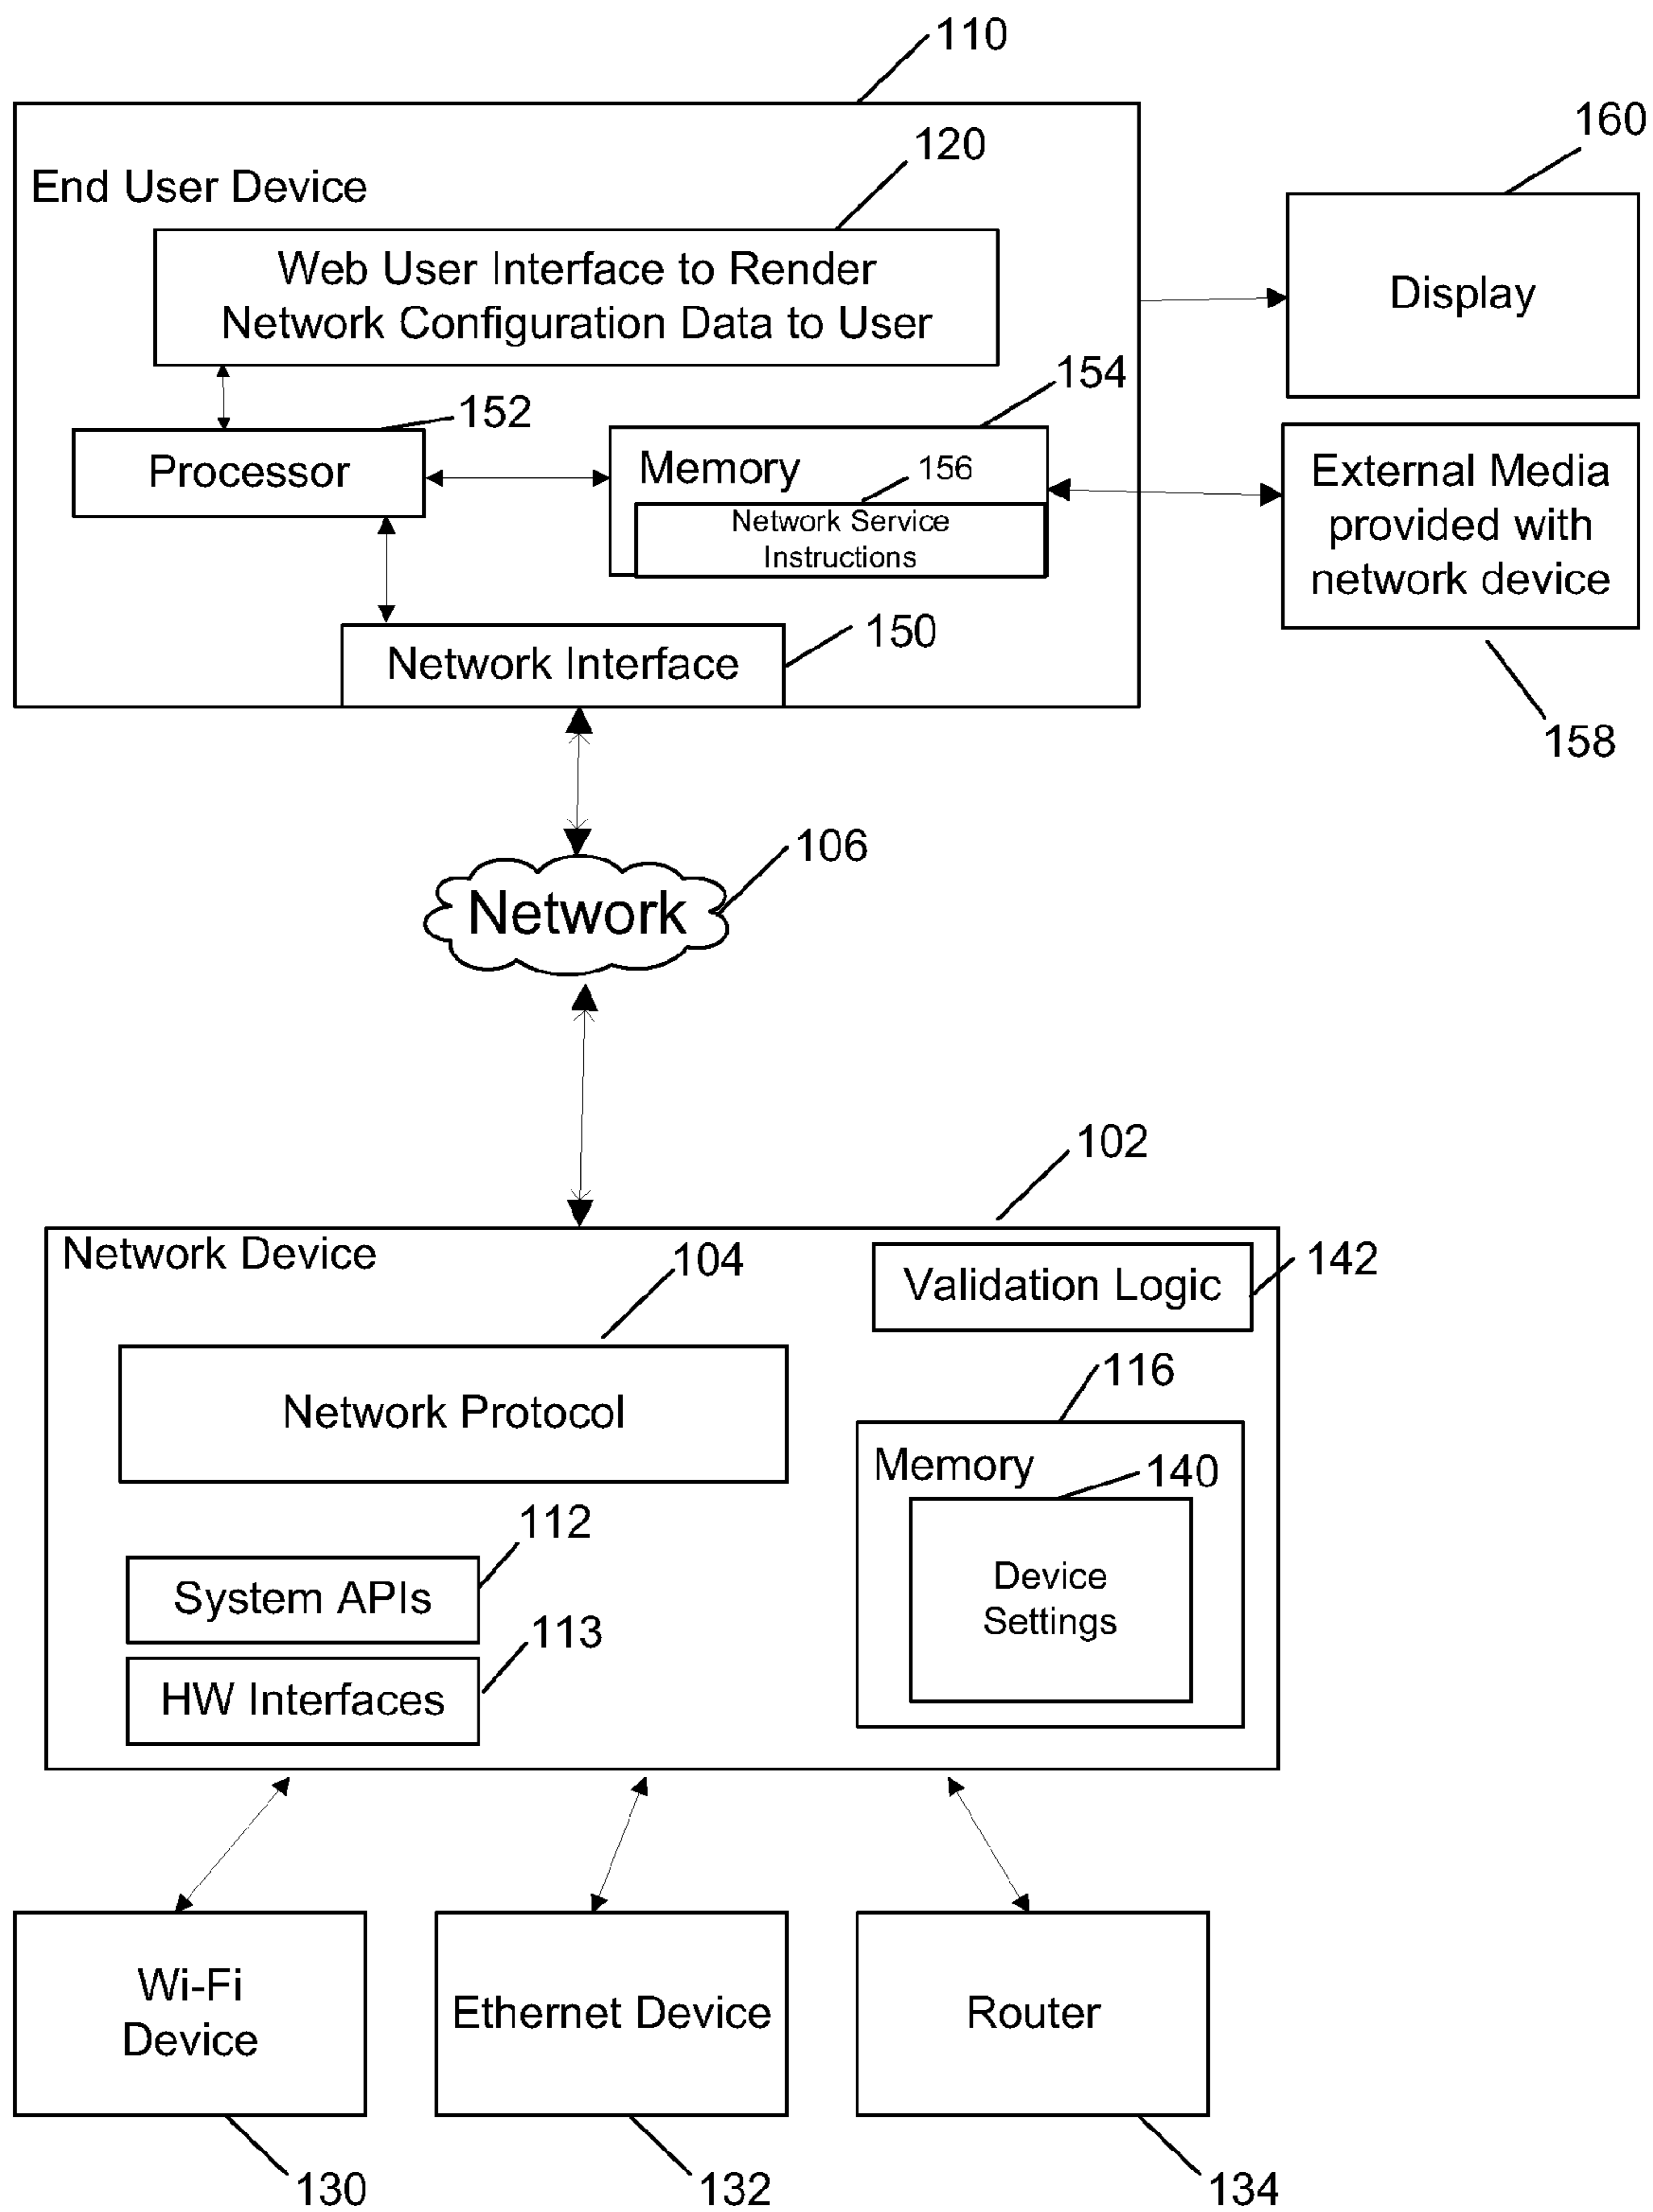 110
120
160
End User Device
Web User Interface to Render
Network Configuration Data to User
Display
154
152
Processor
Memory
156
Network Service
Instructions
External Media
provided with
network device
150
Network Interface
158
106
Network
102
Network Device
104
142
Validation Logic
116
Network Protocol
Memory
140
112
Device
Settings
System APIs
113
HW Interfaces
Wi-Fi
Device
Ethernet Device
Router
130
132
134